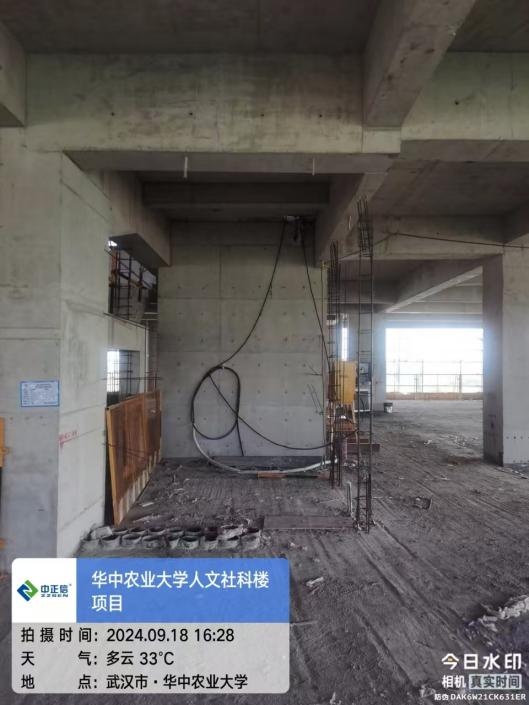 中正信
ZZGEN
华中农业大学人文社科楼
项目
拍 摄 时 间：2024.09.18 16:28
天 气：多云 33℃
地 点：武汉市·华中农业大学
今日水印
相机 真实时间
防伪 DAK6W21CK631ER